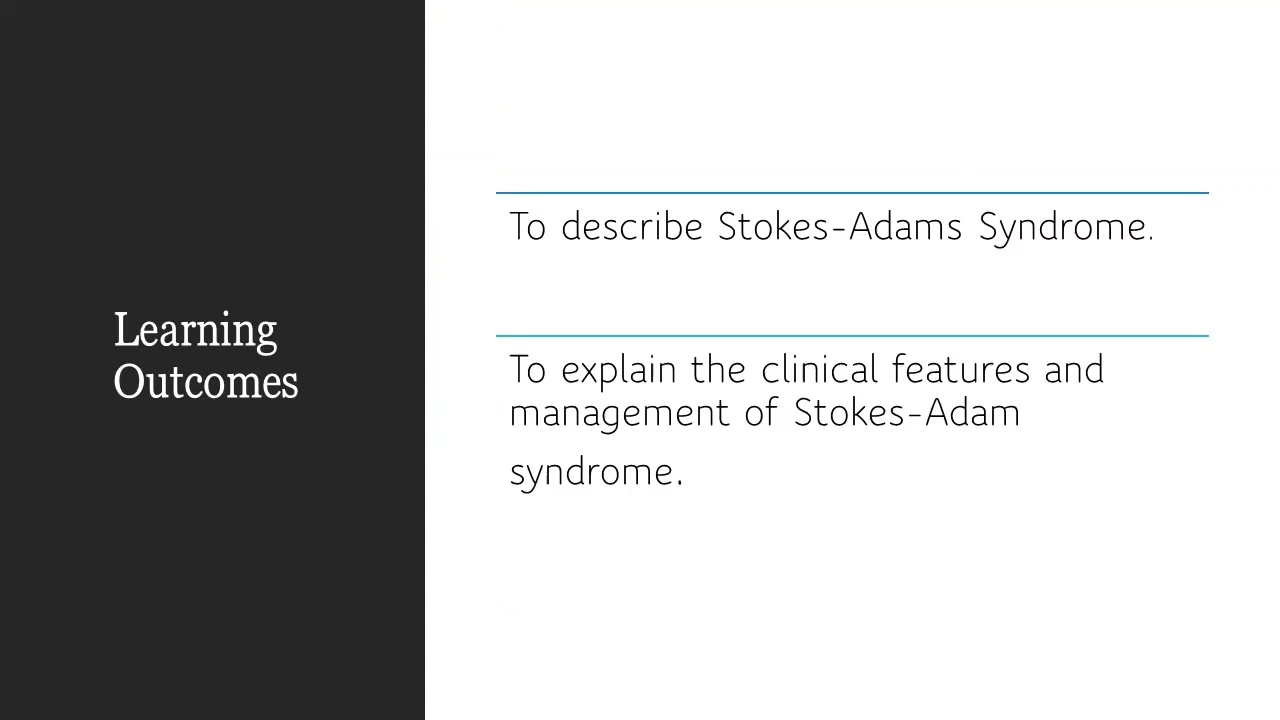 Learning
Outcomes
To describe Stokes-Adams Syndrome.
To explain the clinical features and
management of Stokes-Adam
syndrome.